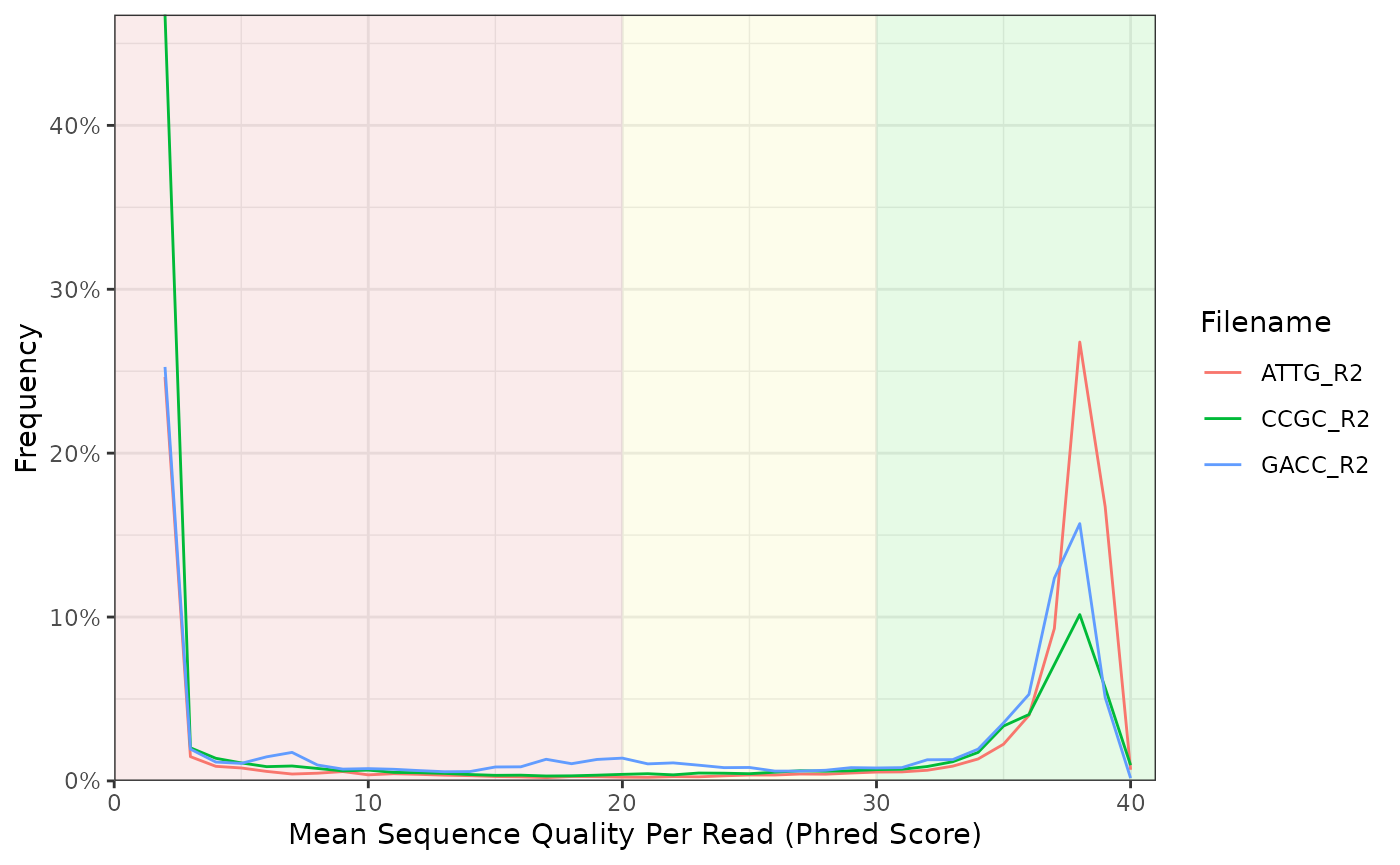 40%
30%
20%
10%
0%
0 10 20 30 40
Mean Sequence Quality Per Read (Phred Score)
Frequency
Filename
ATTG_R2
CCGC_R2
GACC_R2